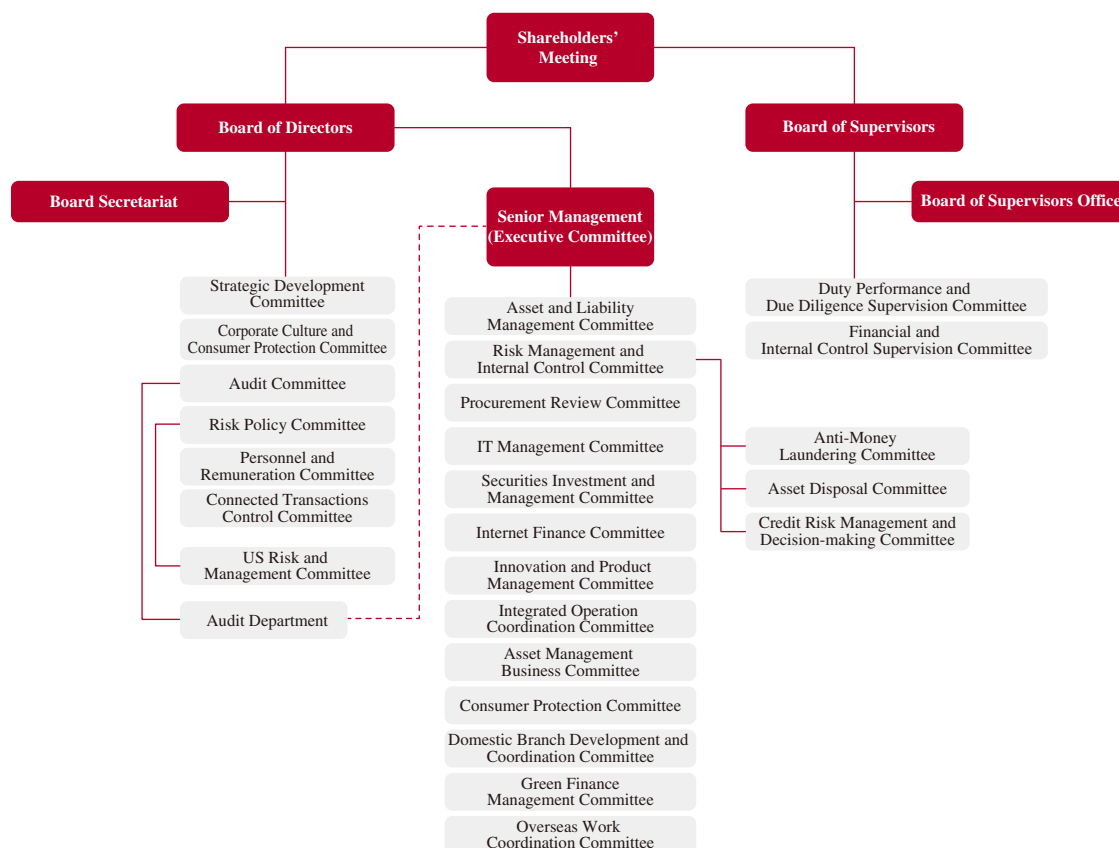 Shareholders’
Meeting
Board of Directors
Board of Supervisors
Board Secretariat
Senior Management
(Executive Committee)
Board of Supervisors Office
Strategic Development
Committee
Corporate Culture and
Consumer Protection Committee
Audit Committee
Risk Policy Committee
Personnel and
Remuneration Committee
Connected Transactions
Control Committee
US Risk and
Management Committee
Audit Department
Asset and Liability
Management Committee
Risk Management and
Internal Control Committee
Procurement Review Committee
IT Management Committee
Securities Investment and
Management Committee
Internet Finance Committee
Innovation and Product
Management Committee
Integrated Operation
Coordination Committee
Asset Management
Business Committee
Consumer Protection Committee
Domestic Branch Development and
Coordination Committee
Green Finance
Management Committee
Overseas Work
Coordination Committee
Duty Performance and
Due Diligence Supervision Committee
Financial and
Internal Control Supervision Committee
Anti-Money
Laundering Committee
Asset Disposal Committee
Credit Risk Management and
Decision-making Committee